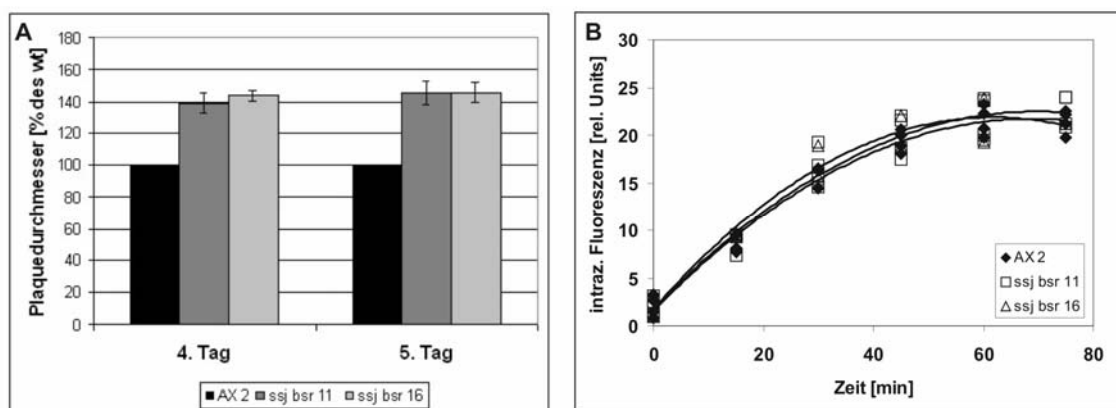 A
Plaquedurchmesser [% des wt]
180
160
140
120
100
80
60
40
20
0
4. Tag
5. Tag
AX 2 ssj bsr 11 ssj bsr 16
B
intraz. Fluoreszenz [rel. Units]
30
25
20
15
10
5
0
0 20 40 60 80
Zeit [min]
AX 2
ssj bsr 11
ssj bsr 16